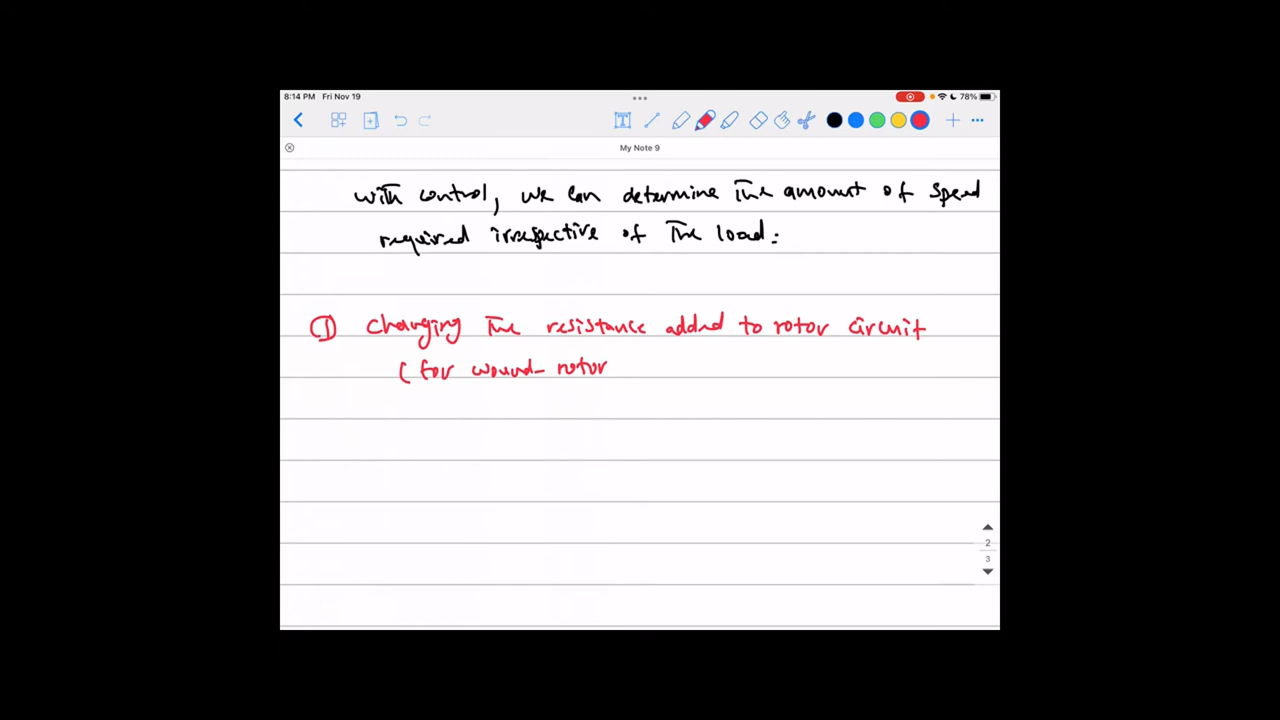 8:14 PM Fri Nov 19 78%
My Note 9
with control, we can determine the amount of speed
required irrespective of the load:
① Changing the resistance added to rotor circuit
(for wound-rotor
2
3